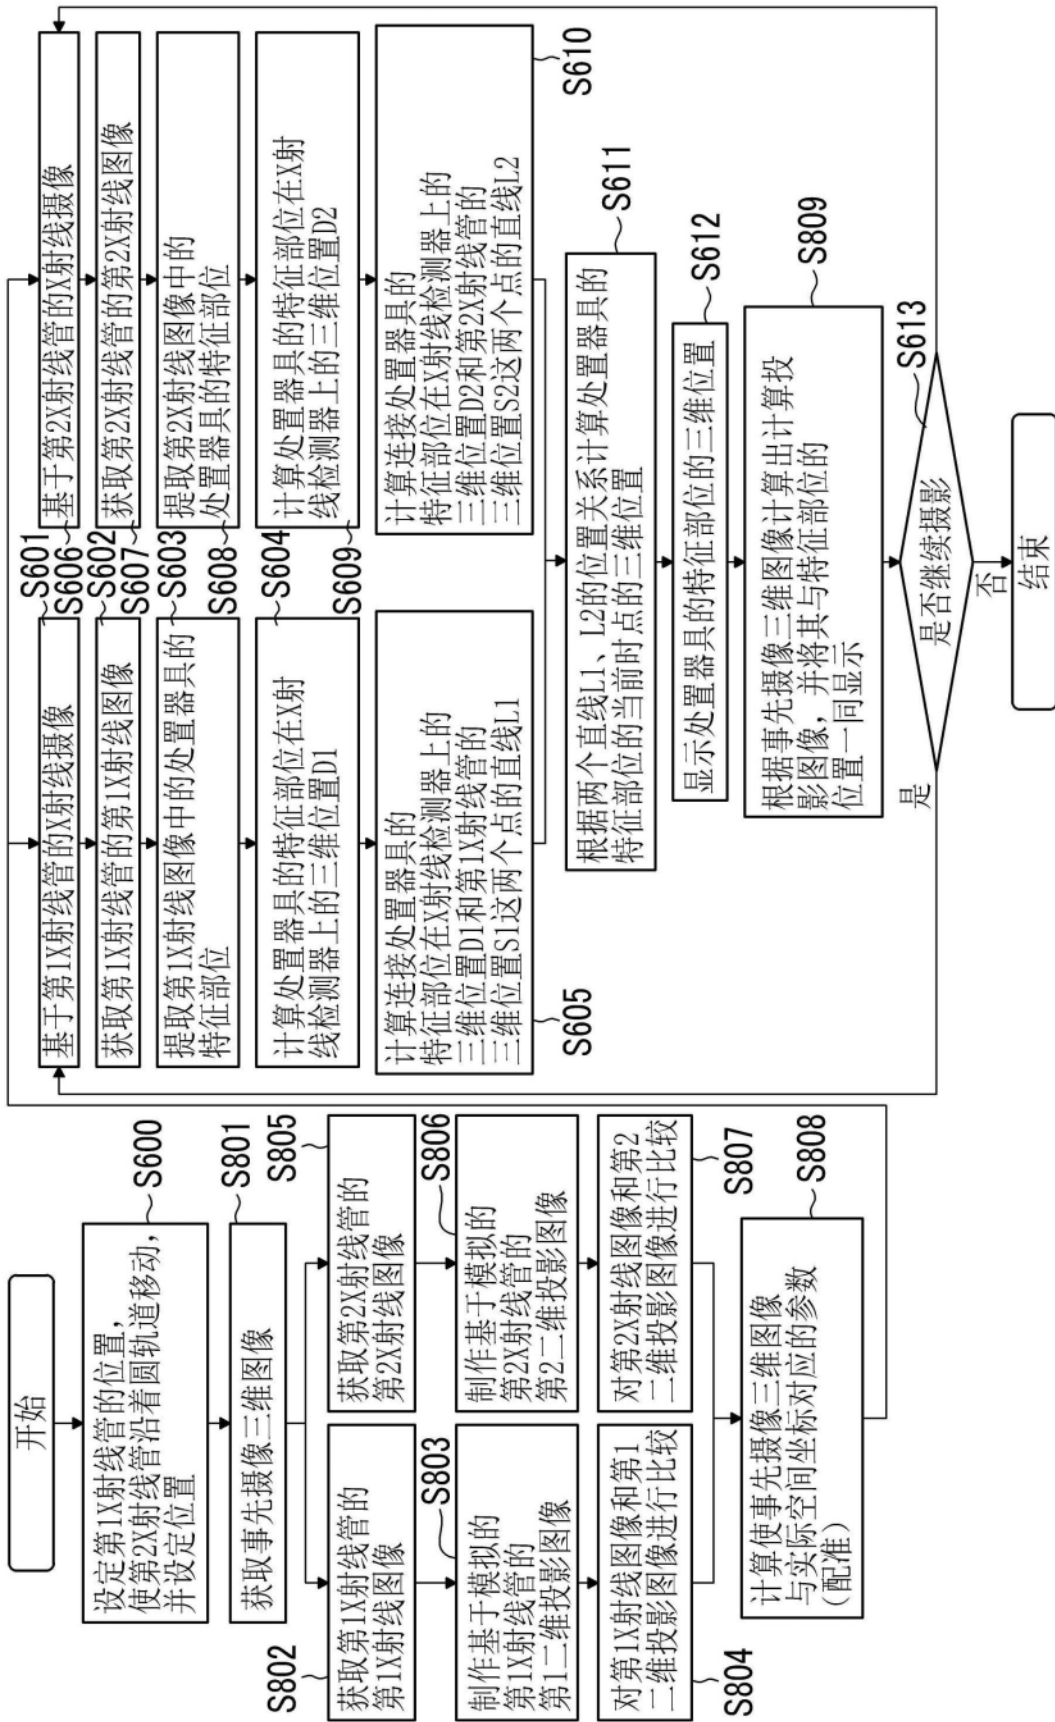 开始
设定第1X射线管的位置，
使第2X射线管沿着圆轨道移动，
并设定位置
S600
获取事先摄像三维图像
S801
获取第1X射线管的
第1X射线图像
S802
制作基于模拟的
第1X射线管的
第1二维投影图像
S803
对第1X射线图像和第1
二维投影图像进行比较
S804
获取第2X射线管的
第2X射线图像
S805
制作基于模拟的
第2X射线管的
第2二维投影图像
S806
对第2X射线图像和第2
二维投影图像进行比较
S807
计算使事先摄像三维图像
与实际空间坐标对应的参数
(配准)
S808
基于第1X射线管的X射线摄像
S601
获取第1X射线管的第1X射线图像
S602
提取第1X射线图像中的处置器具的
特征部位
S603
计算处置器具的特征部位在X射
线检测器上的三维位置D1
S604
计算连接处置器具的
特征部位在X射线检测器上的
三维位置D1和第1X射线管的
三维位置S1这两个点的直线L1
S605
基于第2X射线管的X射线摄像
S606
获取第2X射线管的第2X射线图像
S607
提取第2X射线图像中的
处置器具的特征部位
S608
计算处置器具的特征部位在X射
线检测器上的三维位置D2
S609
计算连接处置器具的
特征部位在X射线检测器上的
三维位置D2和第2X射线管的
三维位置S2这两个点的直线L2
S610
根据两个直线L1、L2的位置关系计算处置器具的
特征部位的当前时点的三维位置
S611
显示处置器具的特征部位的三维位置
S612
根据事先摄像三维图像计算出计算投
影图像，并将其与特征部位的
位置一同显示
S809
是否继续摄影
S613
是
否
结束